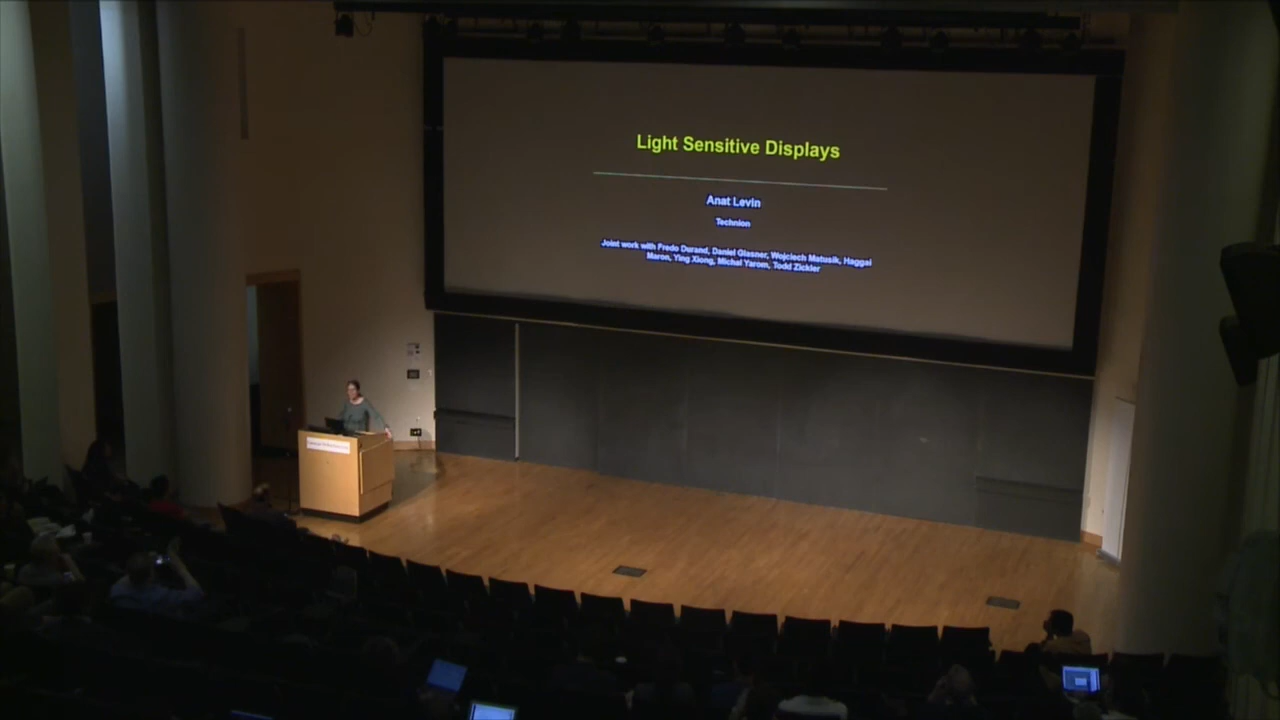 Light Sensitive Displays
Anat Levin
Technion
Joint work with Fredo Durand, Daniel Glasner, Wojciech Matusik, Haggai
Maron, Ying Xiong, Michal Yarom, Todd Zickler